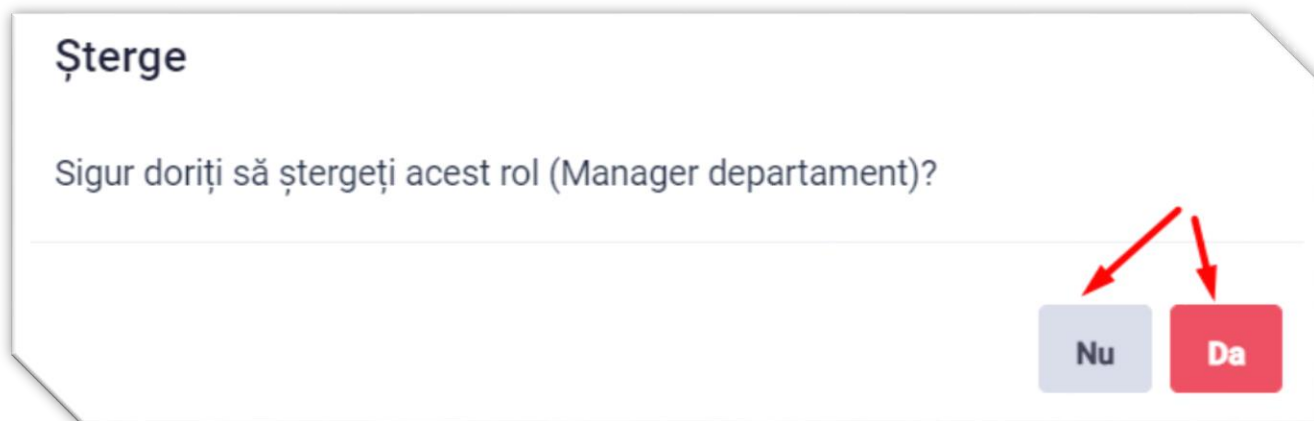 Șterge
Sigur doriți să ștergeți acest rol (Manager departament)?
Nu
Da